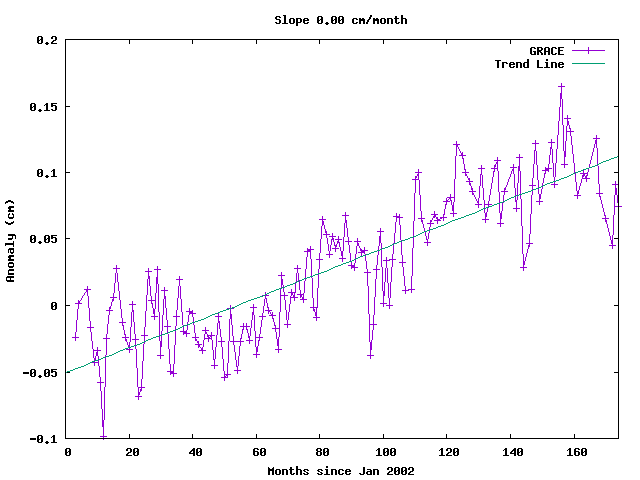 Slope 0.00 cm/month
GRACE
Trend Line
0.2
0.15
0.1
0.05
0
-0.05
-0.1
Anomaly (cm)
0 20 40 60 80 100 120 140 160
Months since Jan 2002